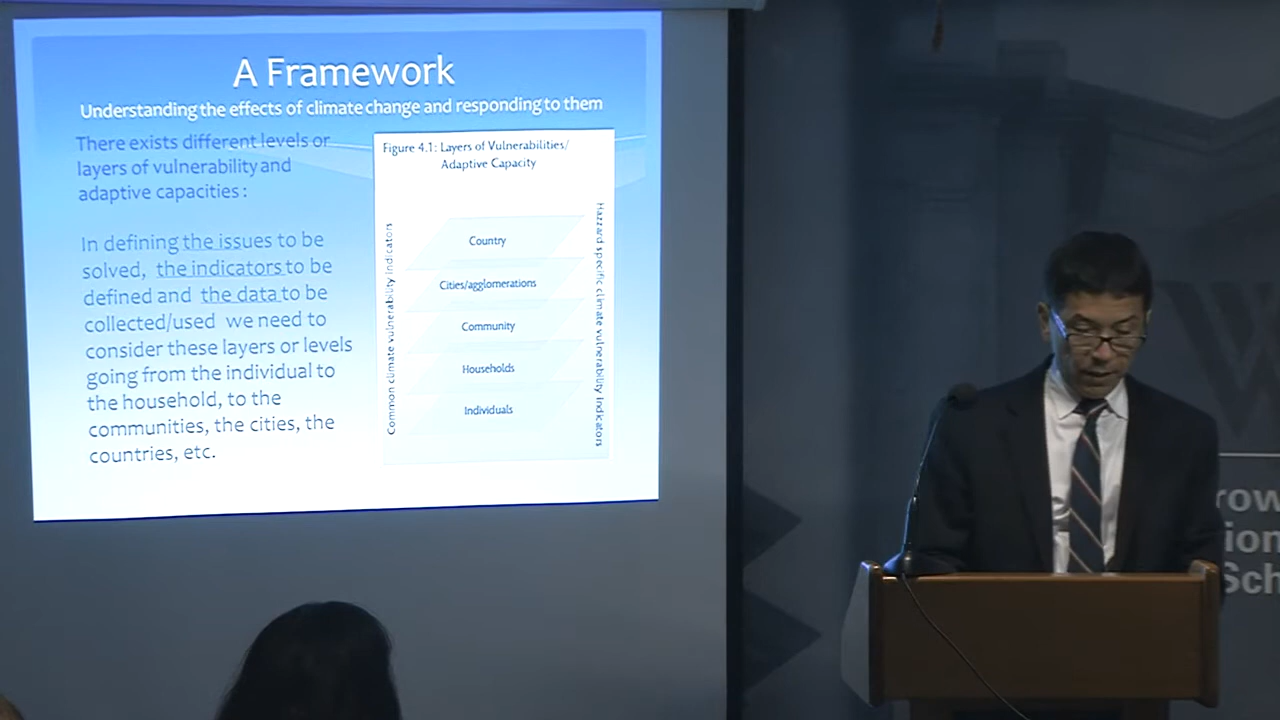 A Framework
Understanding the effects of climate change and responding to them
There exists different levels or
layers of vulnerability and
adaptive capacities :
In defining the issues to be
solved, the indicators to be
defined and the data to be
collected/used we need to
consider these layers or levels
going from the individual to
the household, to the
communities, the cities, the
countries, etc.
Figure 4.1: Layers of Vulnerabilities/
Adaptive Capacity
Common climate vulnerability indicators
Country
Cities/agglomerations
Community
Households
Individuals
Hazzard specific climate vulnerability indicators
W
row
ion
Sch